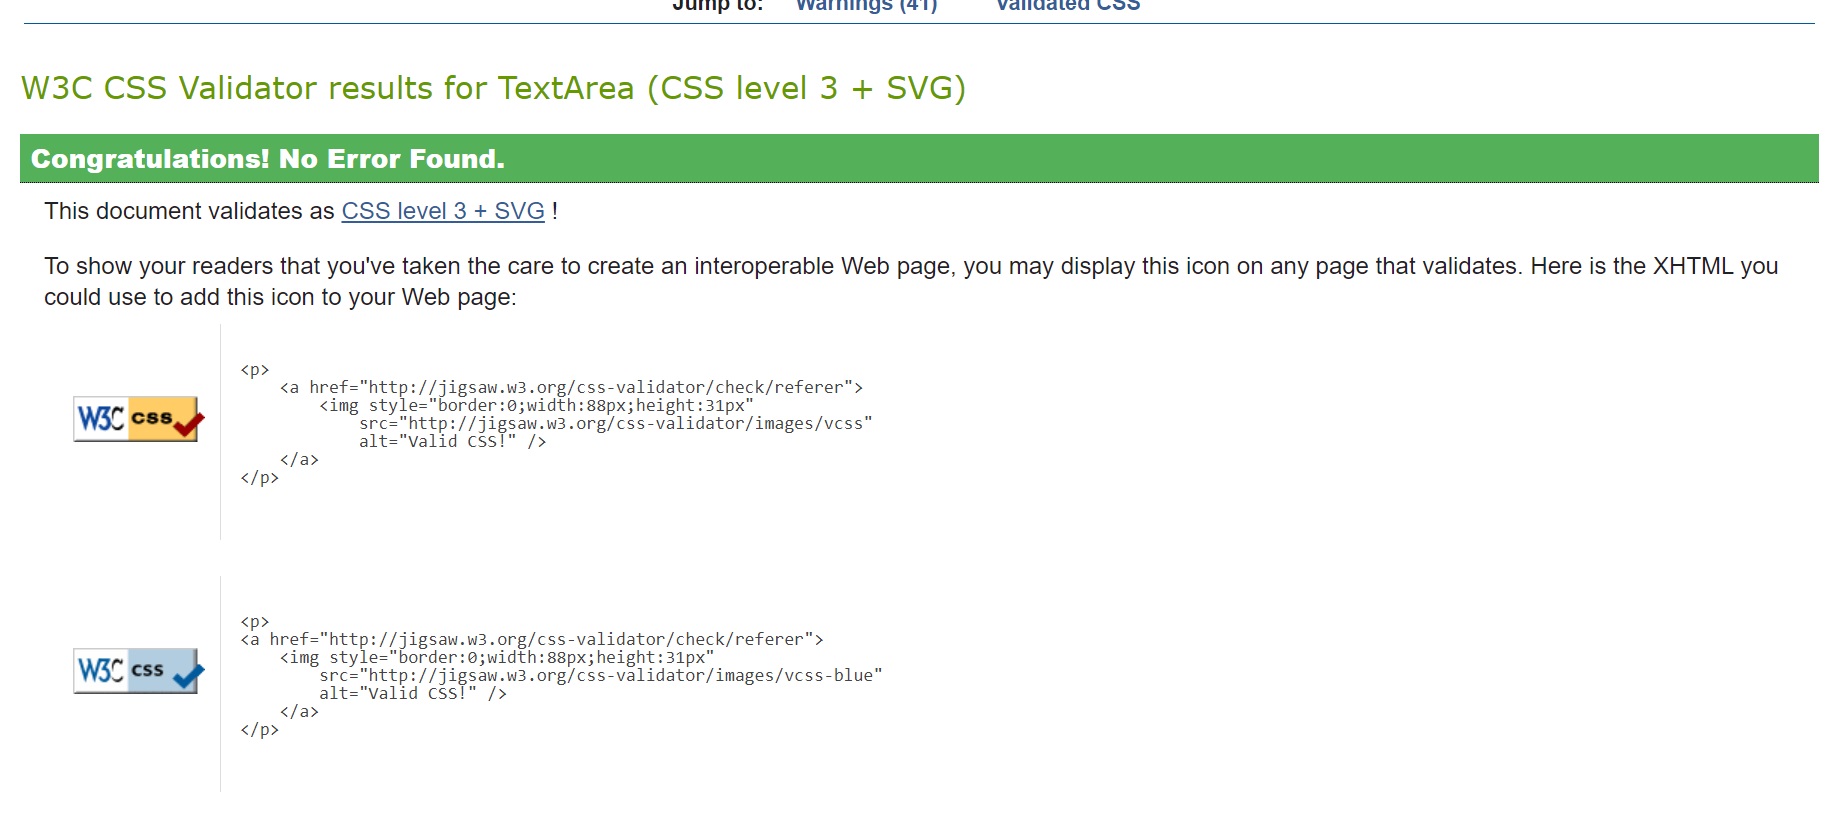 Jump to: Warnings (41) Validated CSS
W3C CSS Validator results for TextArea (CSS level 3 + SVG)
Congratulations! No Error Found.
This document validates as CSS level 3 + SVG !
To show your readers that you've taken the care to create an interoperable Web page, you may display this icon on any page that validates. Here is the XHTML you
could use to add this icon to your Web page:
<p>
<a href="http://jigsaw.w3.org/css-validator/check/referer">
<img style="border:0;width:88px;height:31px"
W3C css
src="http://jigsaw.w3.org/css-validator/images/vcss"
alt="Valid CSS!" />
</a>
</p>
<p>
<a href="http://jigsaw.w3.org/css-validator/check/referer">
<img style="border:0;width:88px;height:31px"
W3C css
src="http://jigsaw.w3.org/css-validator/images/vcss-blue"
alt="Valid CSS!" />
</a>
</p>